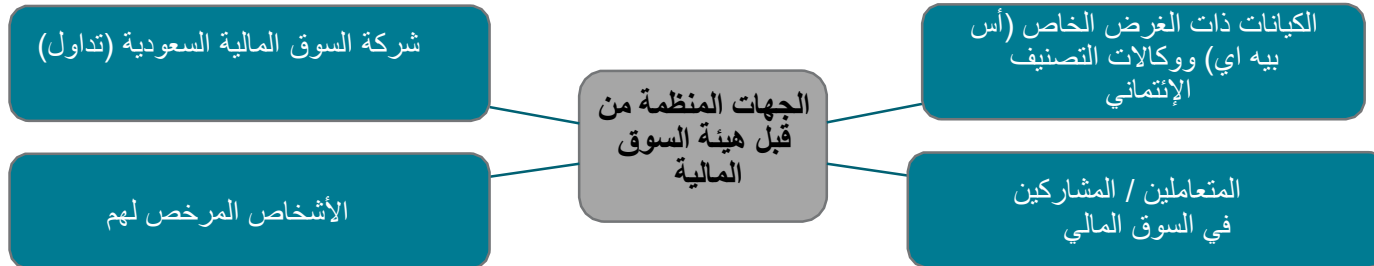 الكيانات ذات الغرض الخاص (أس
بيه اي) ووكالات التصنيف
الإئتماني
شركة السوق المالية السعودية (تداول)
الجهات المنظمة من
قبل هيئة السوق
المالية
المتعاملين / المشاركين
في السوق المالي
الأشخاص المرخص لهم